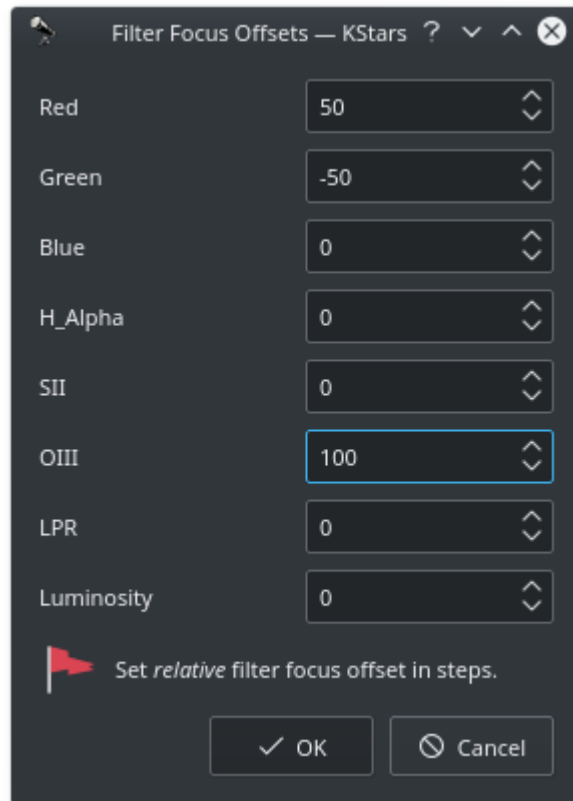 Filter Focus Offsets — KStars ?
Red 50
Green -50
Blue 0
H_Alpha 0
SII 0
OIII 100
LPR 0
Luminosity 0
Set relative filter focus offset in steps.
OK Cancel